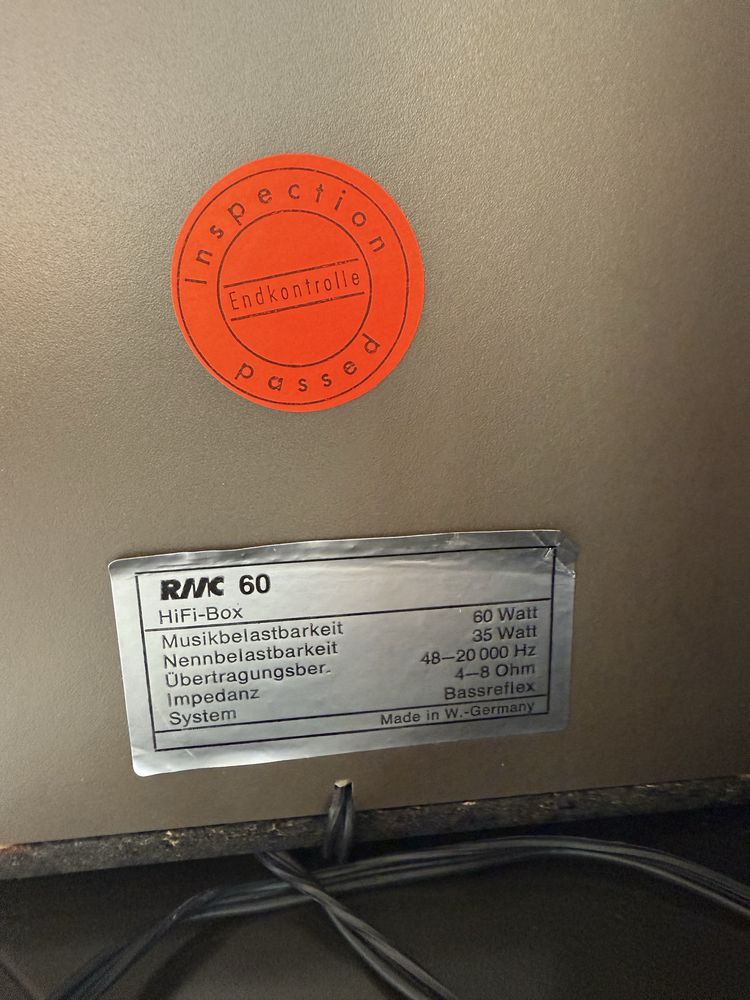 Inspection
Endkontrolle
passed
RMC 60
HiFi-Box
Musikbelastbarkeit 60 Watt
Nennbelastbarkeit 35 Watt
Übertragungsber. 48–20 000 Hz
Impedanz 4–8 Ohm
System Bassreflex
Made in W.-Germany